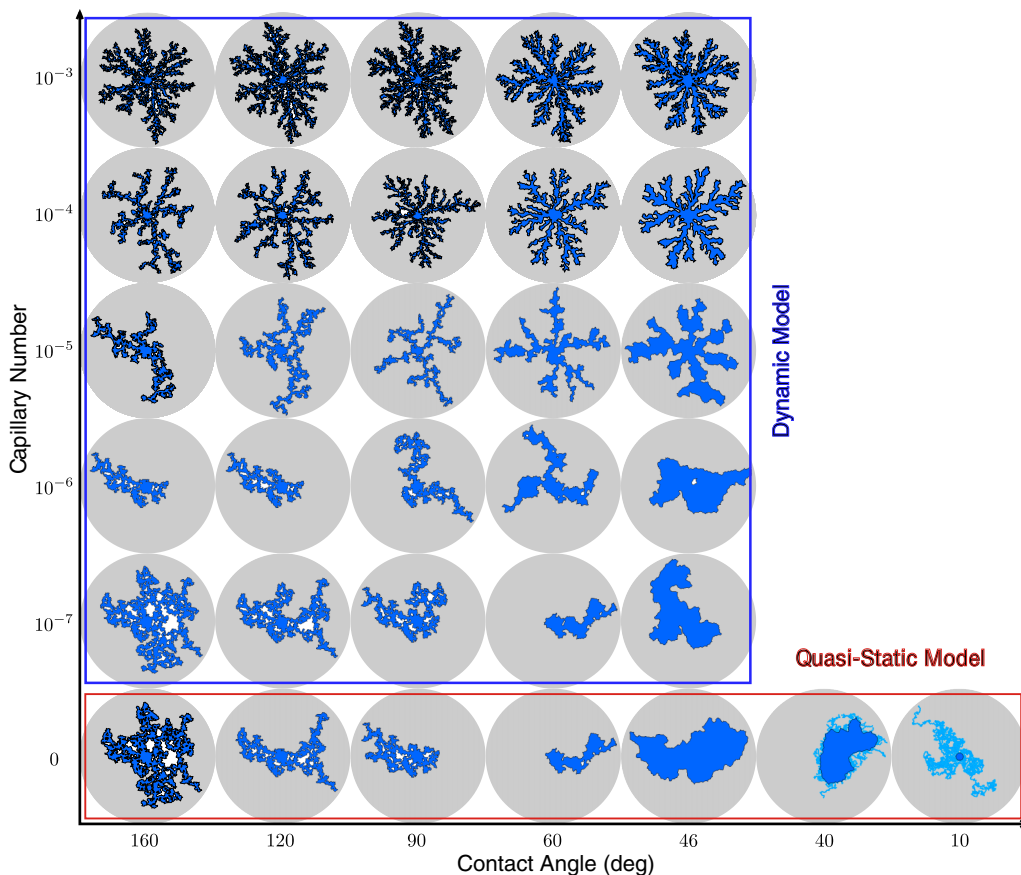 Capillary Number
10⁻³
10⁻⁴
10⁻⁵
10⁻⁶
10⁻⁷
0
Dynamic Model
Quasi-Static Model
160 120 90 60 46 40 10
Contact Angle (deg)